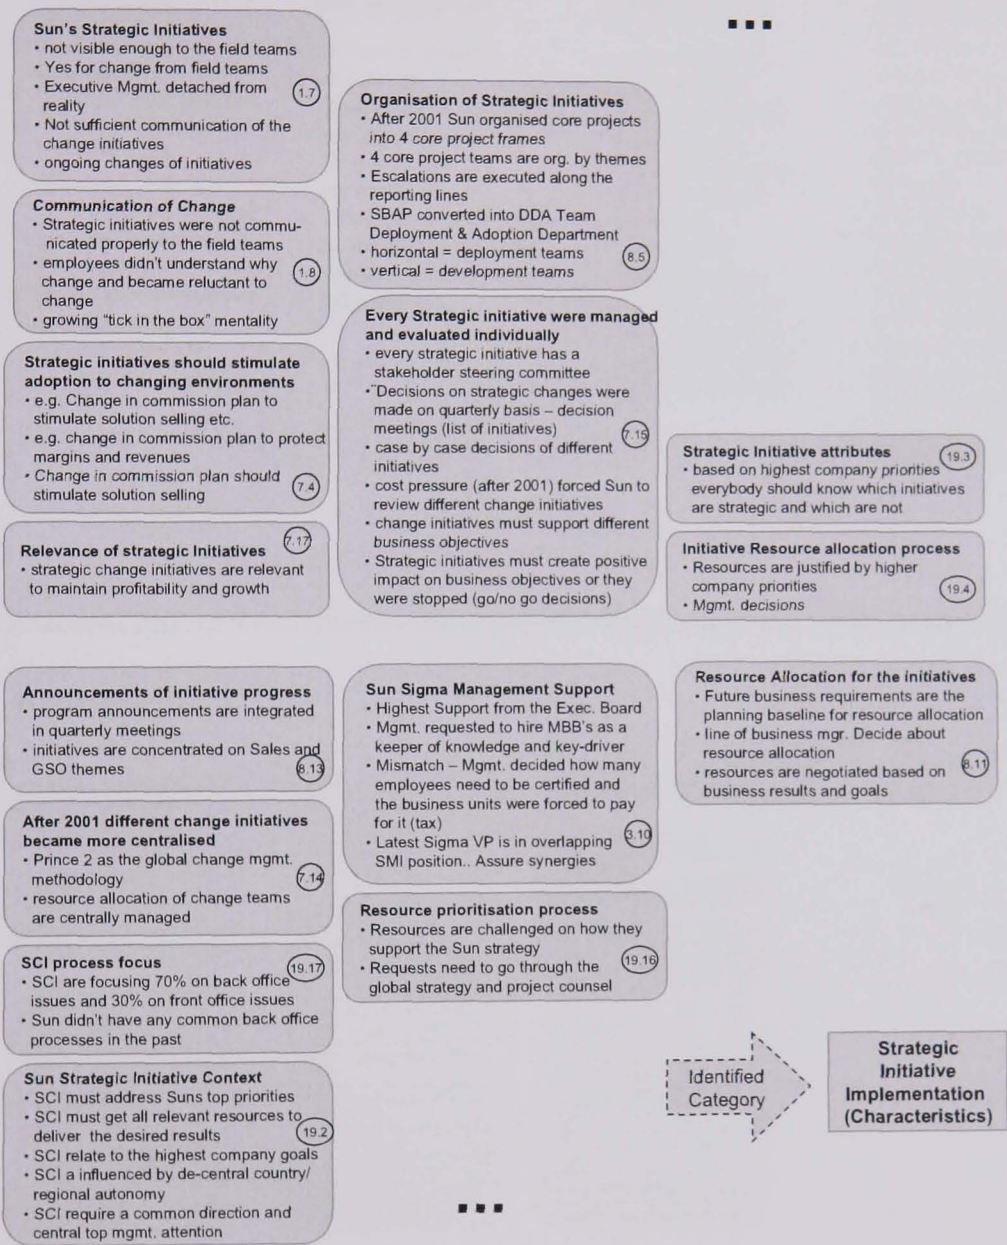 Sun's Strategic Initiatives
• not visible enough to the field teams
• Yes for change from field teams
• Executive Mgmt. detached from
reality
1.7
• Not sufficient communication of the
change initiatives
• ongoing changes of initiatives
Communication of Change
• Strategic initiatives were not commu-
nicated properly to the field teams
• employees didn't understand why
change and became reluctant to
change
1.8
• growing "tick in the box" mentality
Strategic initiatives should stimulate
adoption to changing environments
• e.g. Change in commission plan to
stimulate solution selling etc.
• e.g. change in commission plan to protect
margins and revenues
• Change in commission plan should
stimulate solution selling
7.4
Relevance of strategic Initiatives
7.17
• strategic change initiatives are relevant
to maintain profitability and growth
Announcements of initiative progress
• program announcements are integrated
in quarterly meetings
• initiatives are concentrated on Sales and
GSO themes
8.13
After 2001 different change initiatives
became more centralised
• Prince 2 as the global change mgmt.
methodology
7.14
• resource allocation of change teams
are centrally managed
SCI process focus
19.17
• SCI are focusing 70% on back office
issues and 30% on front office issues
• Sun didn't have any common back office
processes in the past
Sun Strategic Initiative Context
• SCI must address Suns top priorities
• SCI must get all relevant resources to
deliver the desired results
19.2
• SCI relate to the highest company goals
• SCI a influenced by de-central country/
regional autonomy
• SCI require a common direction and
central top mgmt. attention
Organisation of Strategic Initiatives
• After 2001 Sun organised core projects
into 4 core project frames
• 4 core project teams are org. by themes
• Escalations are executed along the
reporting lines
• SBAP converted into DDA Team
Deployment & Adoption Department
• horizontal = deployment teams
8.5
• vertical = development teams
Every Strategic initiative were managed
and evaluated individually
• every strategic initiative has a
stakeholder steering committee
•"Decisions on strategic changes were
made on quarterly basis – decision
meetings (list of initiatives)
7.15
• case by case decisions of different
initiatives
• cost pressure (after 2001) forced Sun to
review different change initiatives
• change initiatives must support different
business objectives
• Strategic initiatives must create positive
impact on business objectives or they
were stopped (go/no go decisions)
Sun Sigma Management Support
• Highest Support from the Exec. Board
• Mgmt. requested to hire MBB's as a
keeper of knowledge and key-driver
• Mismatch – Mgmt. decided how many
employees need to be certified and
the business units were forced to pay
for it (tax)
3.10
• Latest Sigma VP is in overlapping
SMI position.. Assure synergies
Resource prioritisation process
• Resources are challenged on how they
support the Sun strategy
19.16
• Requests need to go through the
global strategy and project counsel
Strategic Initiative attributes
19.3
• based on highest company priorities
everybody should know which initiatives
are strategic and which are not
Initiative Resource allocation process
• Resources are justified by higher
company priorities
19.4
• Mgmt. decisions
Resource Allocation for the initiatives
• Future business requirements are the
planning baseline for resource allocation
• line of business mgr. Decide about
resource allocation
8.11
• resources are negotiated based on
business results and goals
Identified
Category
Strategic
Initiative
Implementation
(Characteristics)